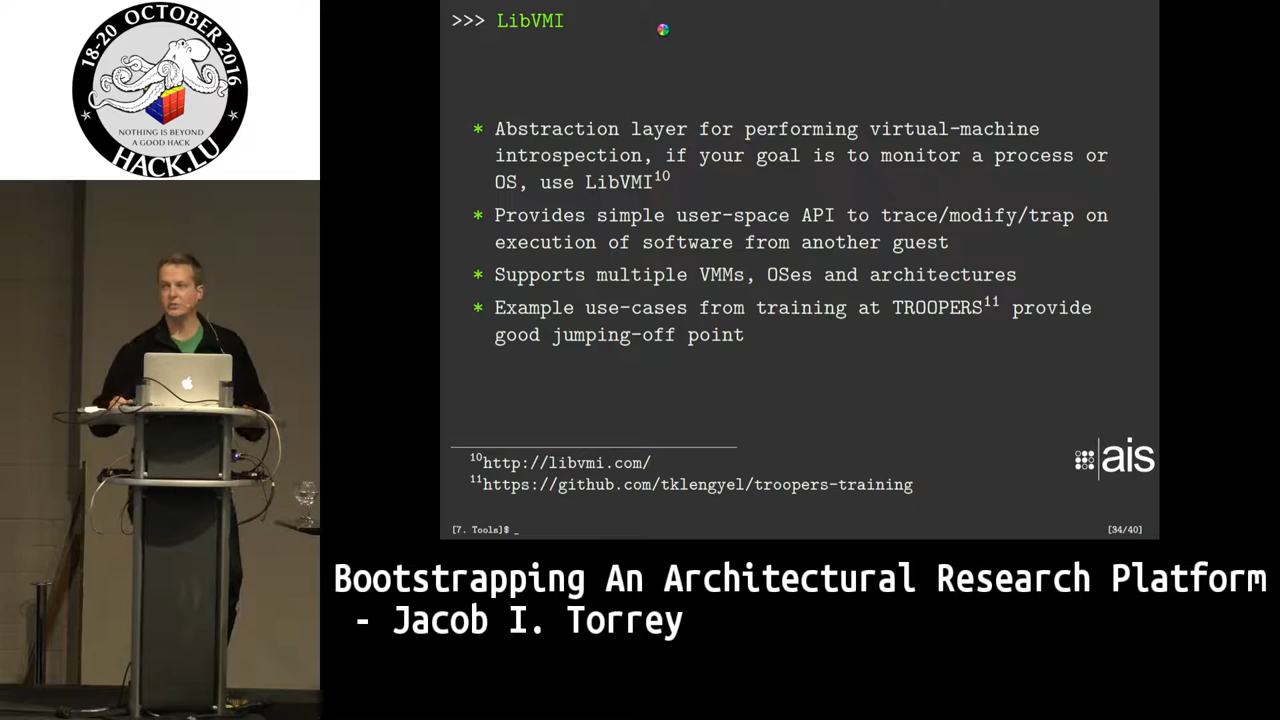 18-20 OCTOBER 2016
NOTHING IS BEYOND
A GOOD HACK
HACK.LU
>>> LibVMI
* Abstraction layer for performing virtual-machine
introspection, if your goal is to monitor a process or
OS, use LibVMI10
* Provides simple user-space API to trace/modify/trap on
execution of software from another guest
* Supports multiple VMMs, OSes and architectures
* Example use-cases from training at TROOPERS11 provide
good jumping-off point
10http://libvmi.com/
11https://github.com/tklengyel/troopers-training
ais
[7. Tools]$ _
[34/40]
Bootstrapping An Architectural Research Platform
- Jacob I. Torrey